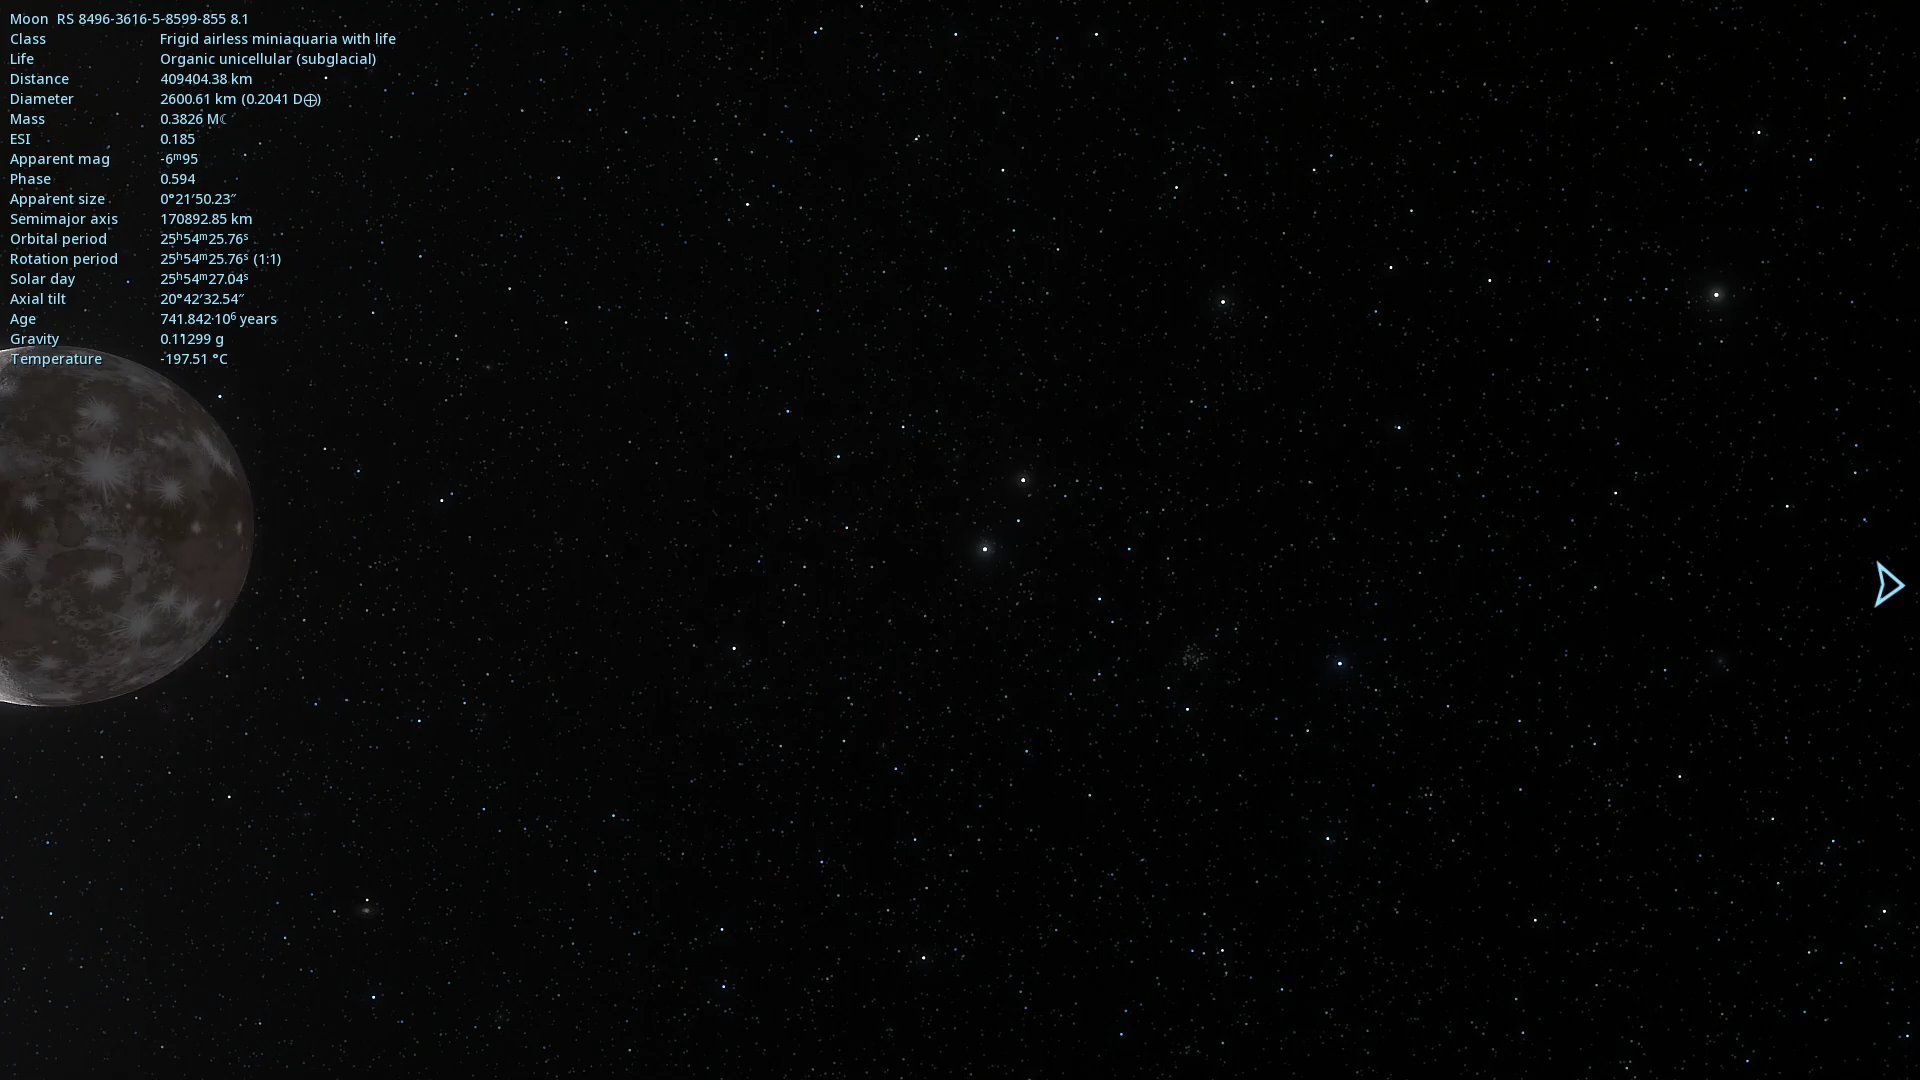 Moon RS 8496-3616-5-8599-855 8.1
Class Frigid airless miniaquaria with life
Life Organic unicellular (subglacial)
Distance 409404.38 km
Diameter 2600.61 km (0.2041 D⊕)
Mass 0.3826 M☾
ESI 0.185
Apparent mag -6ᵐ95
Phase 0.594
Apparent size 0°21′50.23″
Semimajor axis 170892.85 km
Orbital period 25ʰ54ᵐ25.76ˢ
Rotation period 25ʰ54ᵐ25.76ˢ (1:1)
Solar day 25ʰ54ᵐ27.04ˢ
Axial tilt 20°42′32.54″
Age 741.842·10⁶ years
Gravity 0.11299 g
Temperature -197.51 °C